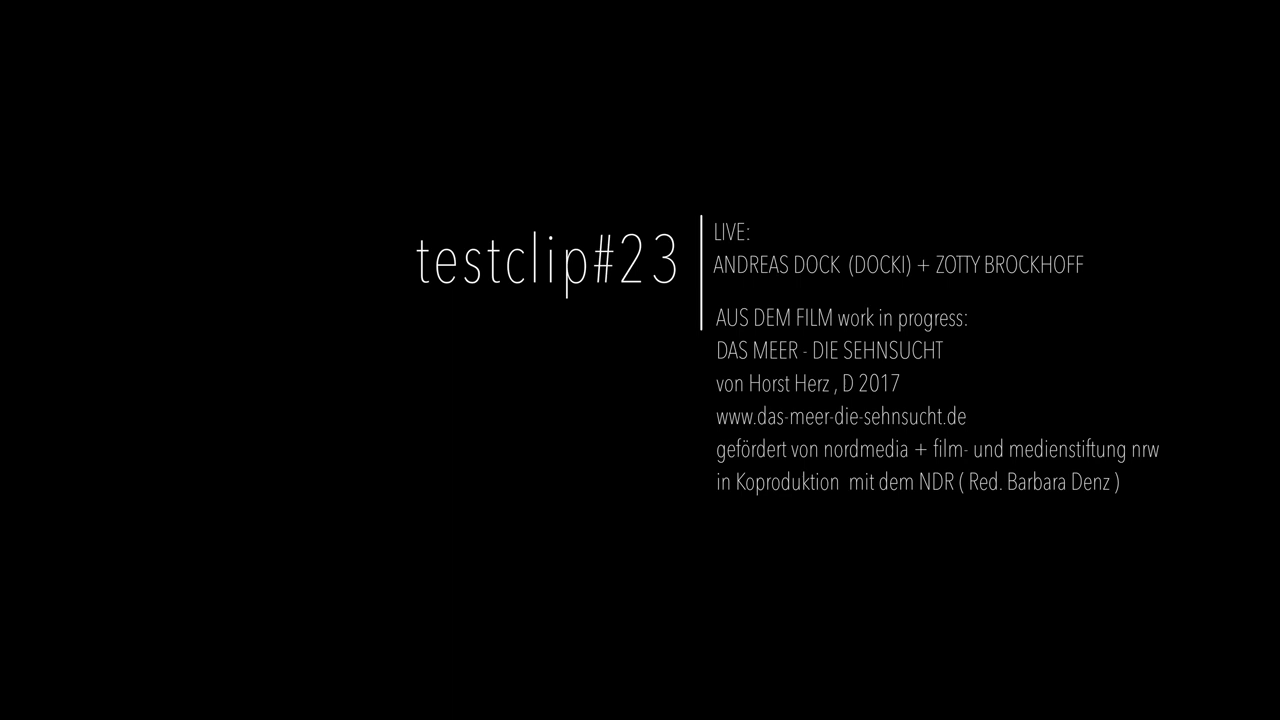 testclip#23
LIVE:
ANDREAS DOCK (DOCKI) + ZOTTY BROCKHOFF
AUS DEM FILM work in progress:
DAS MEER - DIE SEHNSUCHT
von Horst Herz , D 2017
www.das-meer-die-sehnsucht.de
gefördert von nordmedia + film- und medienstiftung nrw
in Koproduktion mit dem NDR ( Red. Barbara Denz )